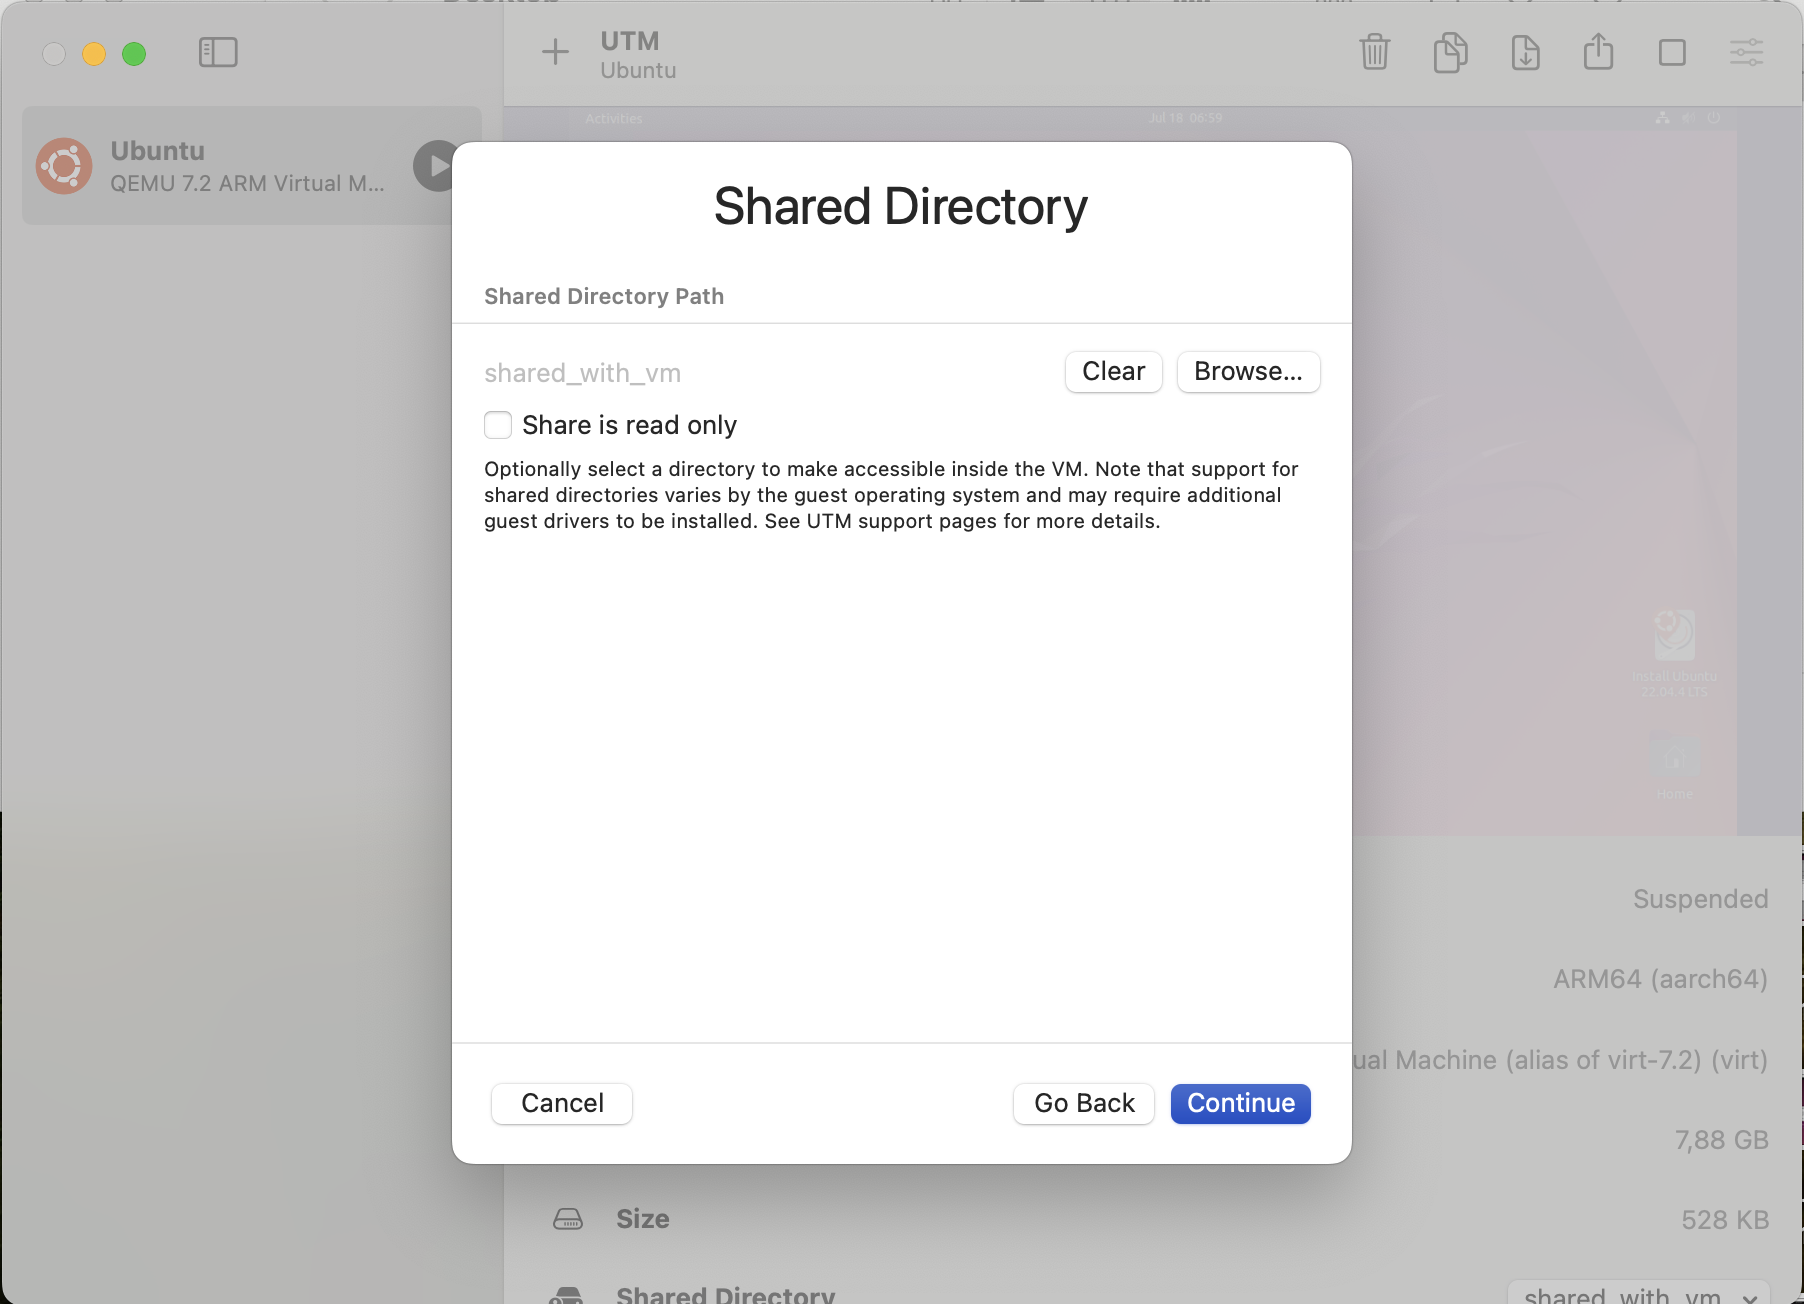 UTM
Ubuntu
Ubuntu
QEMU 7.2 ARM Virtual M...
Activities
Jul 18 06:59
Shared Directory
Shared Directory Path
shared_with_vm
Clear
Browse...
Share is read only
Optionally select a directory to make accessible inside the VM. Note that support for
shared directories varies by the guest operating system and may require additional
guest drivers to be installed. See UTM support pages for more details.
Cancel
Go Back
Continue
Install Ubuntu
22.04.4 LTS
Home
Suspended
ARM64 (aarch64)
Machine (alias of virt-7.2) (virt)
7,88 GB
Size
528 KB
Shared Directory
shared_with_vm